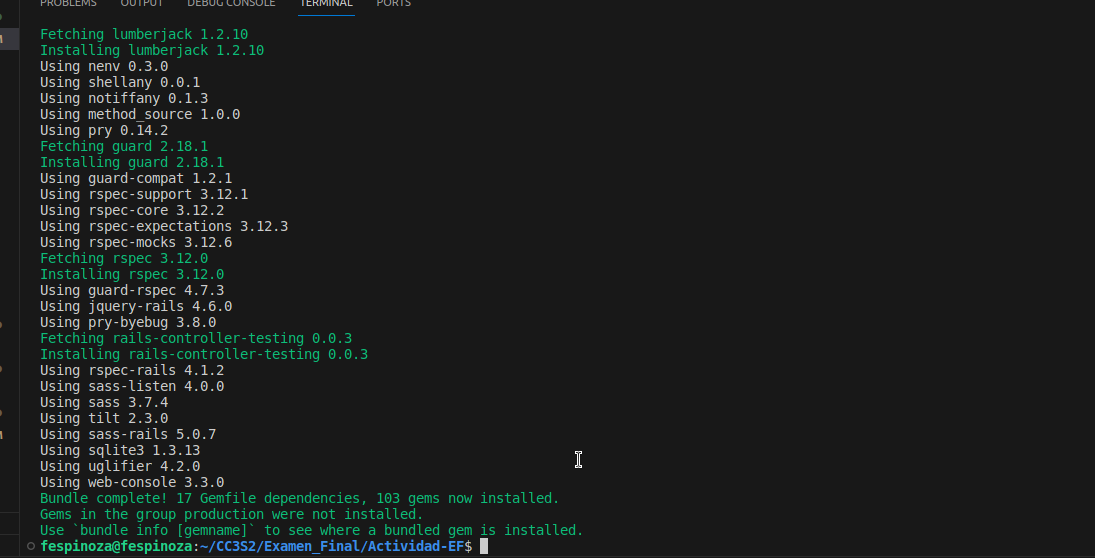 PROBLEMS OUTPUT DEBUG CONSOLE TERMINAL PORTS
Fetching lumberjack 1.2.10
Installing lumberjack 1.2.10
Using nenv 0.3.0
Using shellany 0.0.1
Using notiffany 0.1.3
Using method_source 1.0.0
Using pry 0.14.2
Fetching guard 2.18.1
Installing guard 2.18.1
Using guard-compat 1.2.1
Using rspec-support 3.12.1
Using rspec-core 3.12.2
Using rspec-expectations 3.12.3
Using rspec-mocks 3.12.6
Fetching rspec 3.12.0
Installing rspec 3.12.0
Using guard-rspec 4.7.3
Using jquery-rails 4.6.0
Using pry-byebug 3.8.0
Fetching rails-controller-testing 0.0.3
Installing rails-controller-testing 0.0.3
Using rspec-rails 4.1.2
Using sass-listen 4.0.0
Using sass 3.7.4
Using tilt 2.3.0
Using sass-rails 5.0.7
Using sqlite3 1.3.13
Using uglifier 4.2.0
Using web-console 3.3.0
Bundle complete! 17 Gemfile dependencies, 103 gems now installed.
Gems in the group production were not installed.
Use `bundle info [gemname]` to see where a bundled gem is installed.
fespinoza@fespinoza:~/CC3S2/Examen_Final/Actividad-EF$